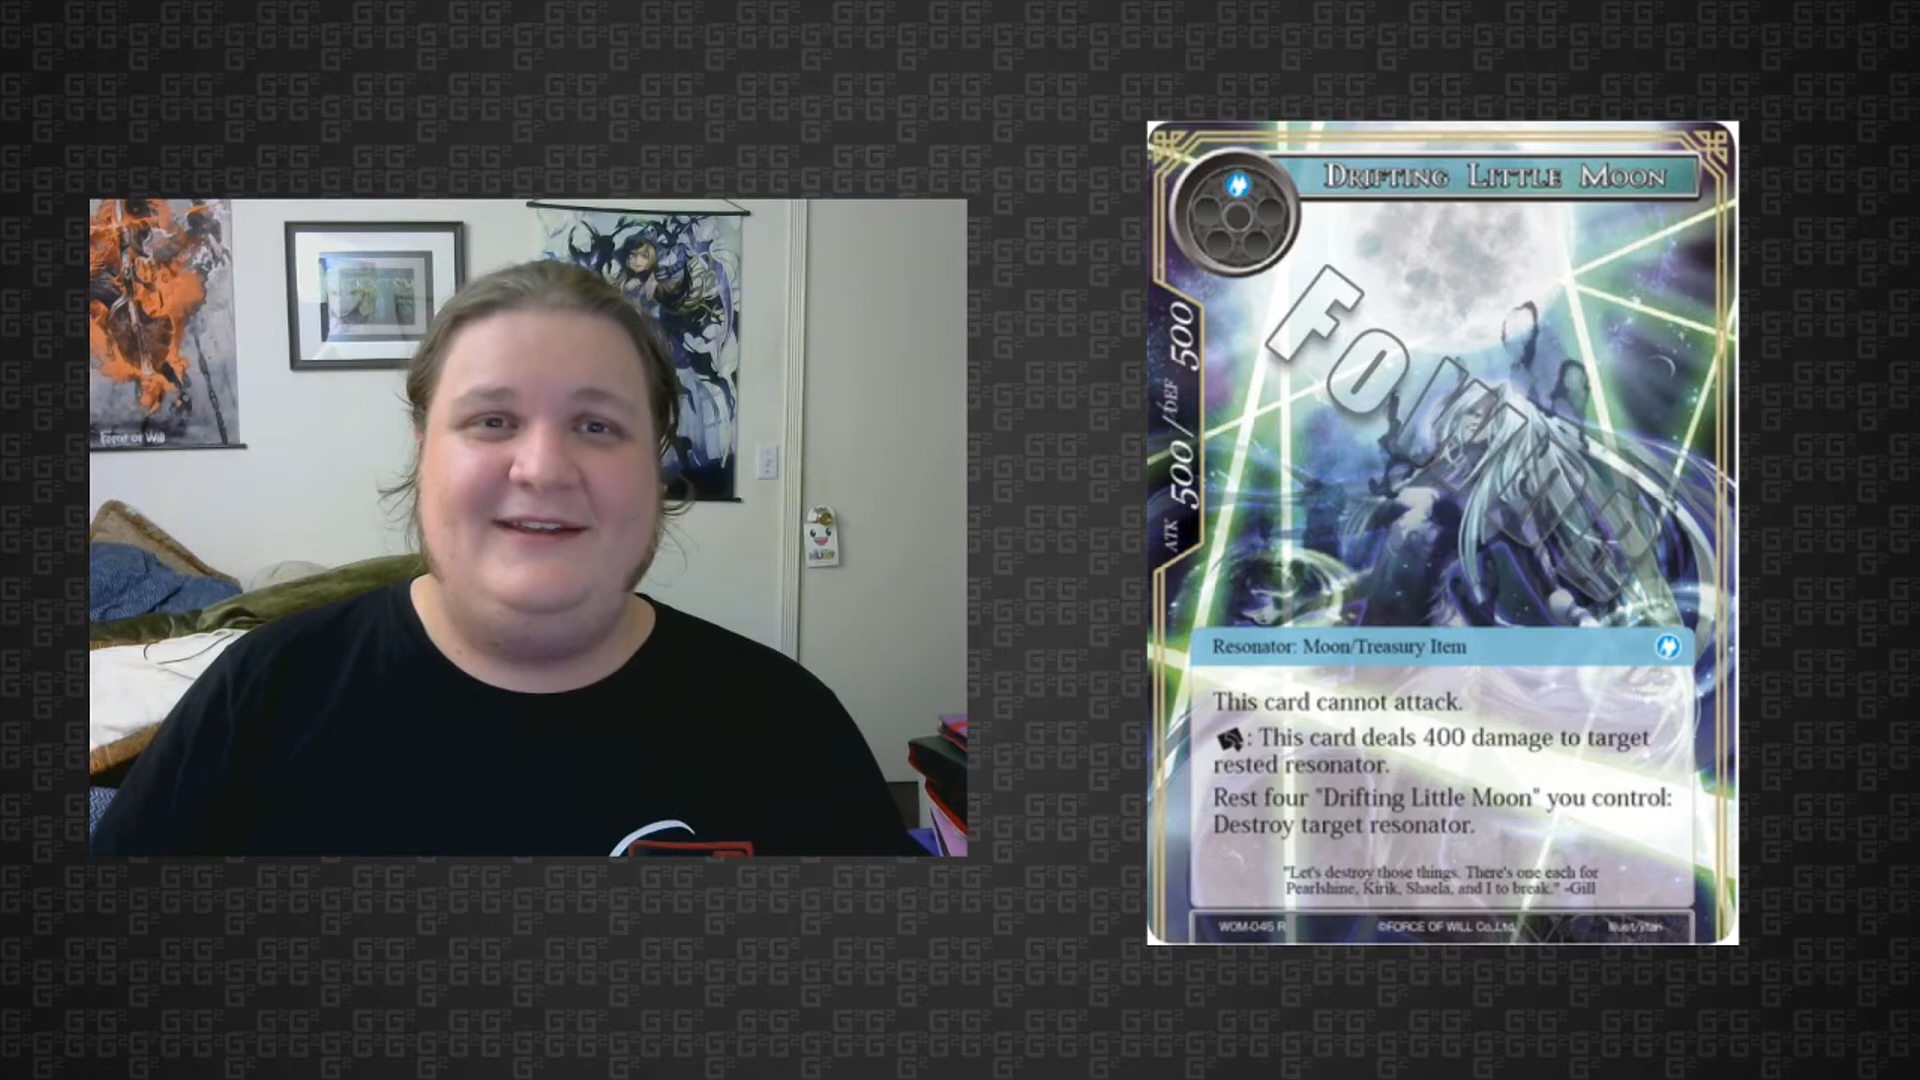 Force of Will
DRIFTING LITTLE MOON
ATK 500 / DEF 500
Resonator: Moon/Treasury Item
This card cannot attack.
: This card deals 400 damage to target
rested resonator.
Rest four "Drifting Little Moon" you control:
Destroy target resonator.
"Let's destroy those things. There's one each for
Pearlshine, Kirik, Shaela, and I to break." -Gill
WOM-045 R
©FORCE OF WILL Co.,Ltd.